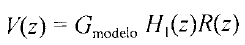 V(z) = G_modelo H_1(z)R(z)